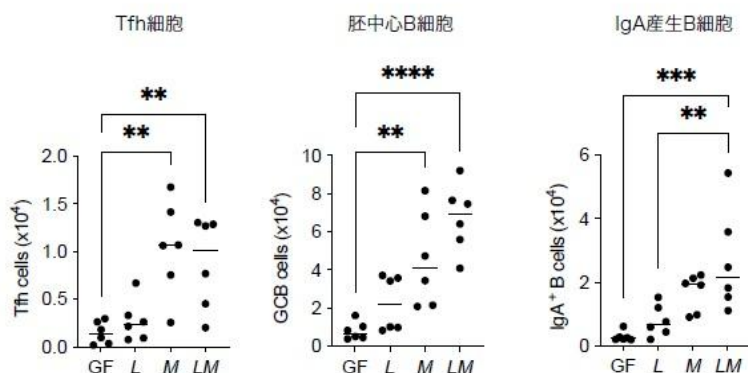 Tfh細胞
胚中心B細胞
IgA産生B細胞
**
**
Tfh cells (x10⁴)
2.0
1.5
1.0
0.5
0.0
GF L M LM
****
**
GCB cells (x10⁴)
10
8
6
4
2
0
GF L M LM
***
**
IgA⁺ B cells (x10⁴)
6
4
2
0
GF L M LM